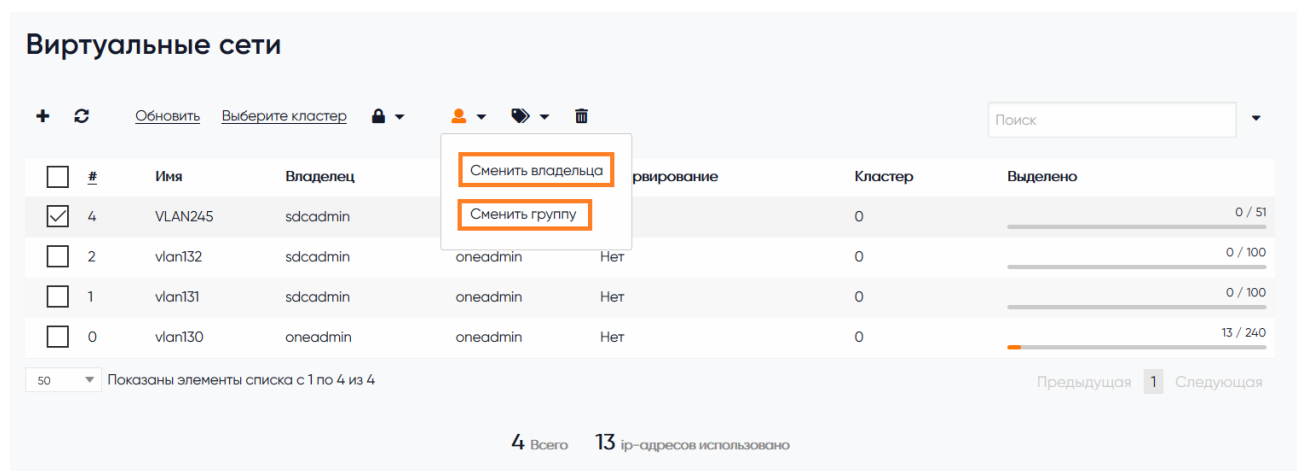 Виртуальные сети
Обновить Выберите кластер Поиск
Сменить владельца
# Имя Владелец рвирование Кластер Выделено
Сменить группу
4 VLAN245 sdcadmin 0 0 / 51
2 vlan132 sdcadmin oneadmin Нет 0 0 / 100
1 vlan131 sdcadmin oneadmin Нет 0 0 / 100
0 vlan130 oneadmin oneadmin Нет 0 13 / 240
50 Показаны элементы списка с 1 по 4 из 4 Предыдущая 1 Следующая
4 Всего 13 ip-адресов использовано